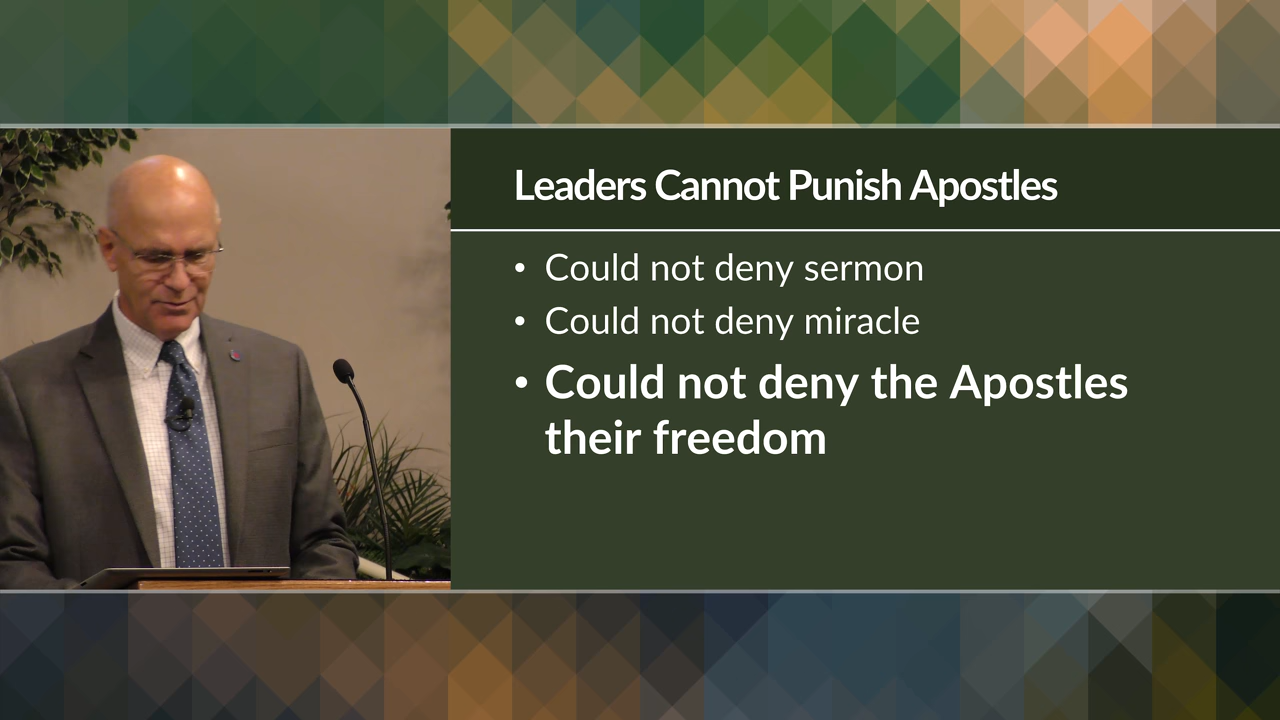 Leaders Cannot Punish Apostles
• Could not deny sermon
• Could not deny miracle
• Could not deny the Apostles
their freedom